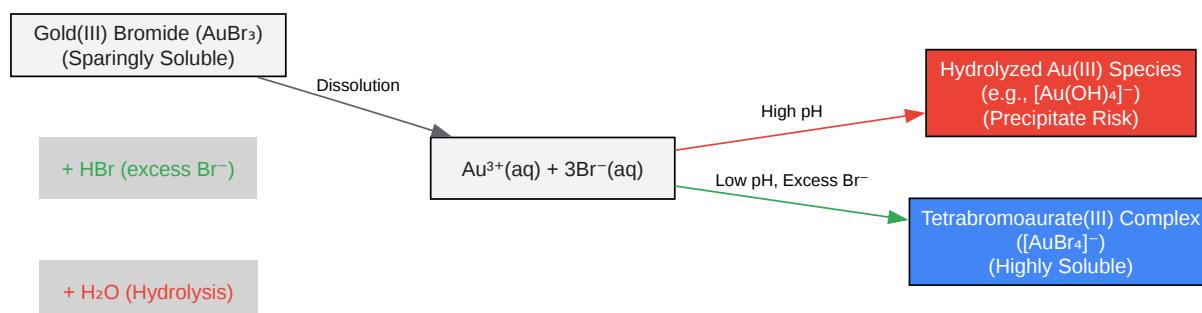 Gold(III) Bromide (AuBr₃)
(Sparingly Soluble)
Dissolution
+ HBr (excess Br⁻)
+ H₂O (Hydrolysis)
Au³⁺(aq) + 3Br⁻(aq)
High pH
Low pH, Excess Br⁻
Hydrolyzed Au(III) Species
(e.g., [Au(OH)₄]⁻)
(Precipitate Risk)
Tetrabromoaurate(III) Complex
([AuBr₄]⁻)
(Highly Soluble)